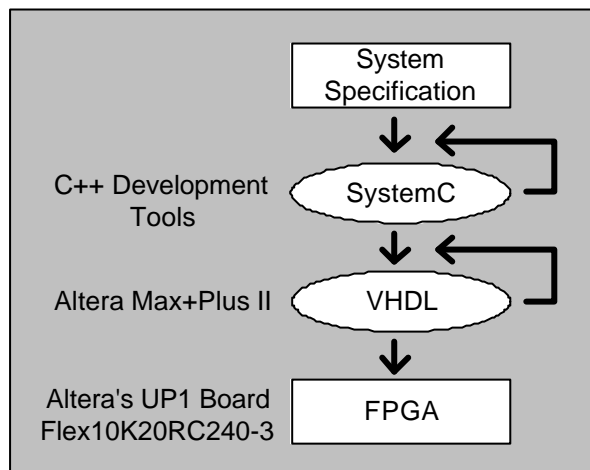 System
Specification
C++ Development
Tools
SystemC
Altera Max+Plus II
VHDL
Altera's UP1 Board
Flex10K20RC240-3
FPGA